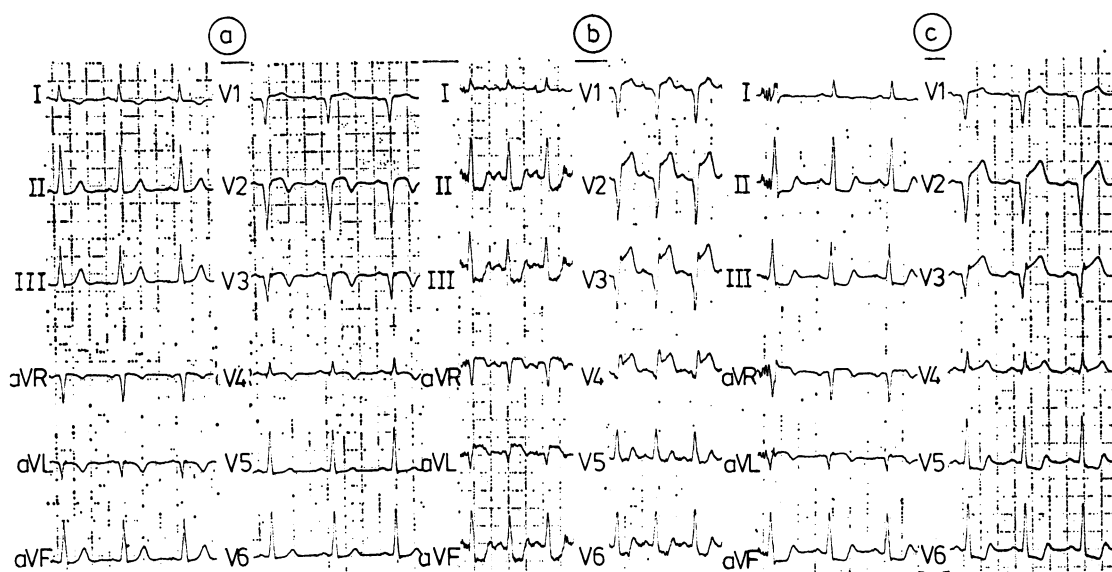 a b c
I V1 I V1 I V1
II V2 II V2 II V2
III V3 III V3 III V3
aVR V4 aVR V4 aVR V4
aVL V5 aVL V5 aVL V5
aVF V6 aVF V6 aVF V6